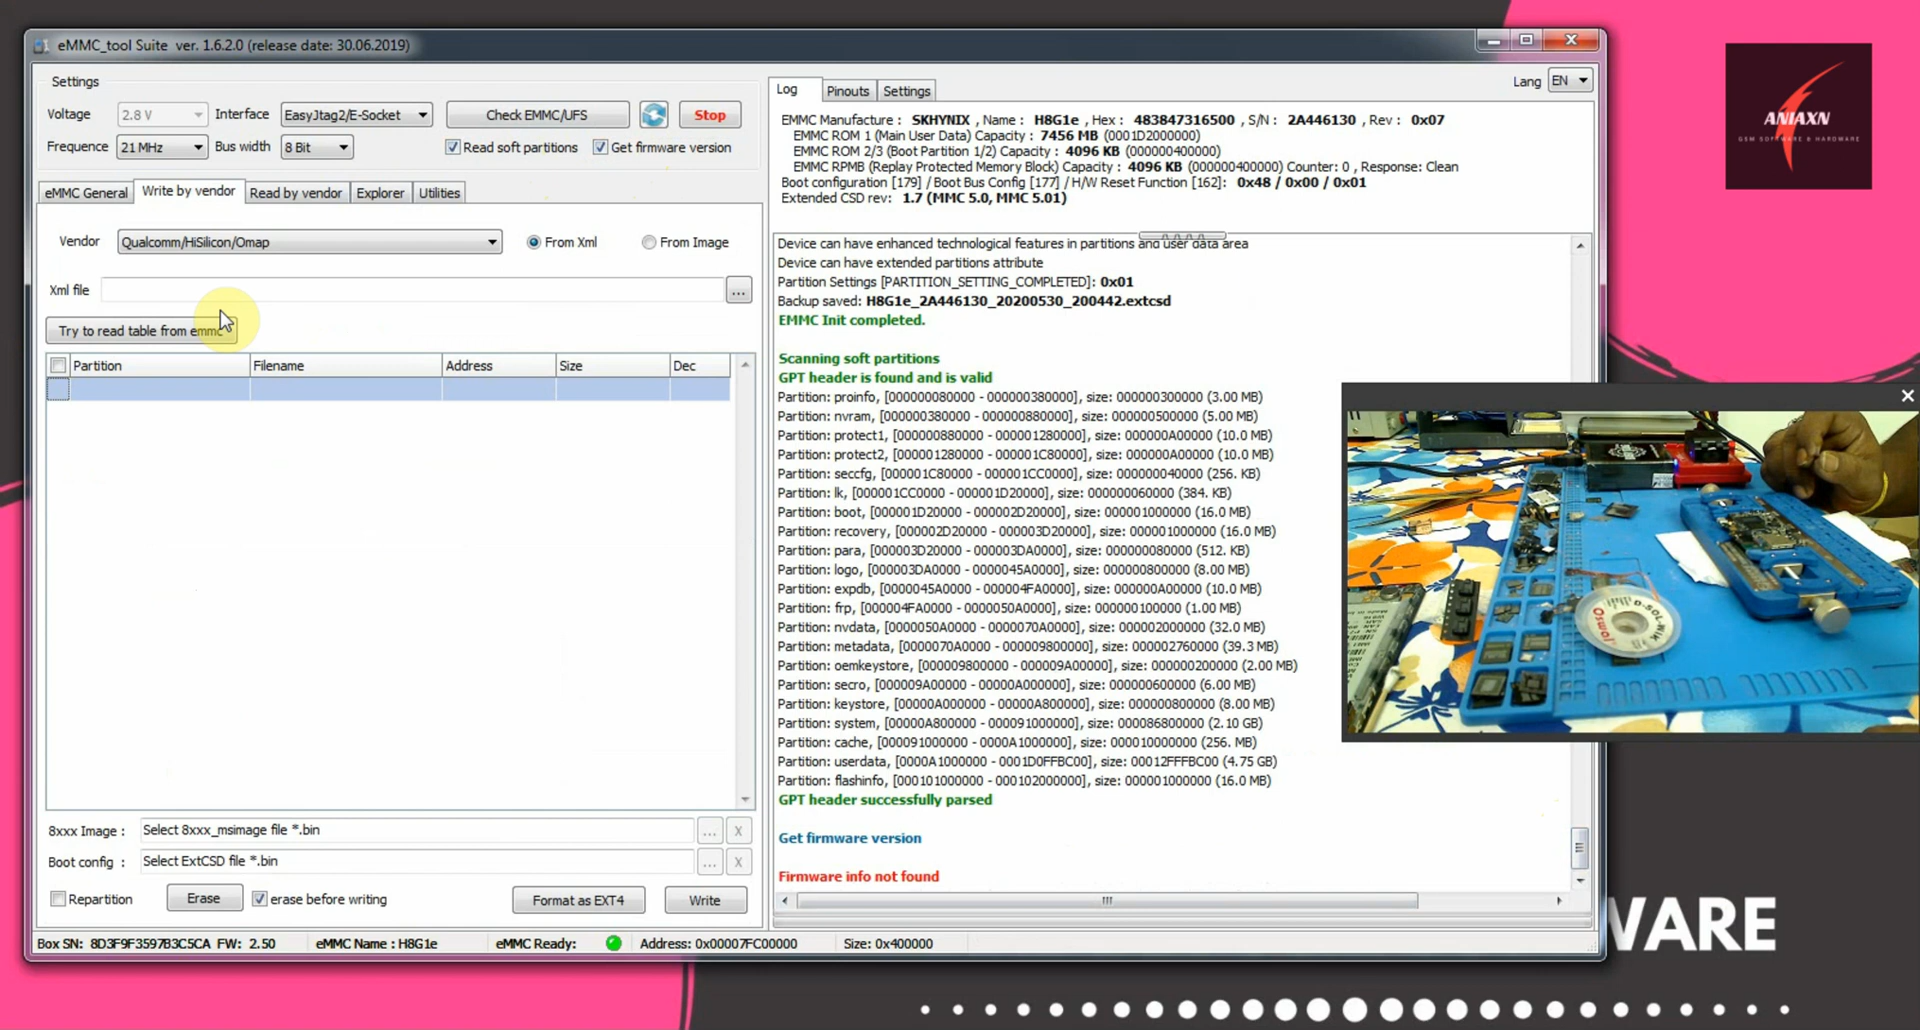 eMMC_tool Suite ver. 1.6.2.0 (release date: 30.06.2019)
Settings
Voltage 2.8 V Interface EasyJtag2/E-Socket Check EMMC/UFS Stop
Frequence 21 MHz Bus width 8 Bit Read soft partitions Get firmware version
eMMC General Write by vendor Read by vendor Explorer Utilities
Vendor Qualcomm/HiSilicon/Omap From Xml From Image
Xml file ...
Try to read table from emmc
Partition Filename Address Size Dec
8xxx Image : Select 8xxx_msimage file *.bin ... X
Boot config : Select ExtCSD file *.bin ... X
Repartition Erase erase before writing Format as EXT4 Write
Box SN: 8D3F9F3597B3C5CA FW: 2.50 eMMC Name : H8G1e eMMC Ready: Address: 0x00007FC00000 Size: 0x400000
Log Pinouts Settings Lang EN
EMMC Manufacture : SKHYNIX , Name : H8G1e , Hex : 483847316500 , S/N : 2A446130 , Rev : 0x07
EMMC ROM 1 (Main User Data) Capacity : 7456 MB (0001D2000000)
EMMC ROM 2/3 (Boot Partition 1/2) Capacity : 4096 KB (000000400000)
EMMC RPMB (Replay Protected Memory Block) Capacity : 4096 KB (000000400000) Counter: 0 , Response: Clean
Boot configuration [179] / Boot Bus Config [177] / H/W Reset Function [162]: 0x48 / 0x00 / 0x01
Extended CSD rev: 1.7 (MMC 5.0, MMC 5.01)
Device can have enhanced technological features in partitions and user data area
Device can have extended partitions attribute
Partition Settings [PARTITION_SETTING_COMPLETED]: 0x01
Backup saved: H8G1e_2A446130_20200530_200442.extcsd
EMMC Init completed.
Scanning soft partitions
GPT header is found and is valid
Partition: proinfo, [000000080000 - 000000380000], size: 000000300000 (3.00 MB)
Partition: nvram, [000000380000 - 000000880000], size: 000000500000 (5.00 MB)
Partition: protect1, [000000880000 - 000001280000], size: 000000A00000 (10.0 MB)
Partition: protect2, [000001280000 - 000001C80000], size: 000000A00000 (10.0 MB)
Partition: seccfg, [000001C80000 - 000001CC0000], size: 000000040000 (256. KB)
Partition: lk, [000001CC0000 - 000001D20000], size: 000000060000 (384. KB)
Partition: boot, [000001D20000 - 000002D20000], size: 000001000000 (16.0 MB)
Partition: recovery, [000002D20000 - 000003D20000], size: 000001000000 (16.0 MB)
Partition: para, [000003D20000 - 000003DA0000], size: 000000080000 (512. KB)
Partition: logo, [000003DA0000 - 0000045A0000], size: 000000800000 (8.00 MB)
Partition: expdb, [0000045A0000 - 000004FA0000], size: 000000A00000 (10.0 MB)
Partition: frp, [000004FA0000 - 0000050A0000], size: 000000100000 (1.00 MB)
Partition: nvdata, [0000050A0000 - 0000070A0000], size: 000002000000 (32.0 MB)
Partition: metadata, [0000070A0000 - 000009800000], size: 000002760000 (39.3 MB)
Partition: oemkeystore, [000009800000 - 000009A00000], size: 000000200000 (2.00 MB)
Partition: secro, [000009A00000 - 00000A000000], size: 000000600000 (6.00 MB)
Partition: keystore, [00000A000000 - 00000A800000], size: 000000800000 (8.00 MB)
Partition: system, [00000A800000 - 000091000000], size: 000086800000 (2.10 GB)
Partition: cache, [000091000000 - 0000A1000000], size: 000010000000 (256. MB)
Partition: userdata, [0000A1000000 - 0001D0FFBC00], size: 00012FFFBC00 (4.75 GB)
Partition: flashinfo, [000101000000 - 000102000000], size: 000001000000 (16.0 MB)
GPT header successfully parsed
Get firmware version
Firmware info not found
ANIAXN
GSM SOFTWARE & HARDWARE
D-SOL-WIK
WARE